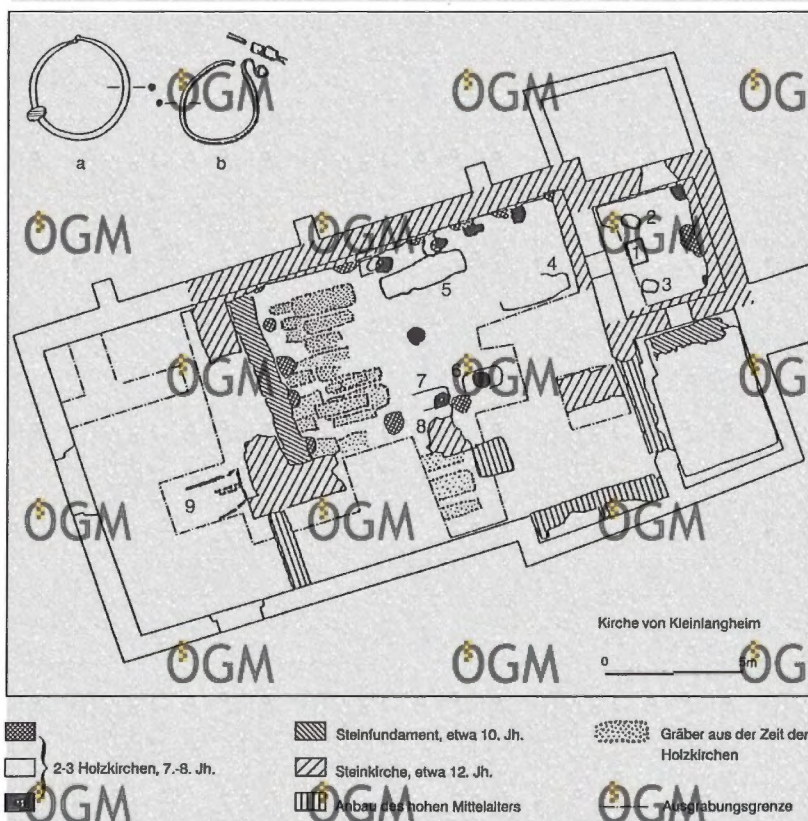 a
b
OGM OGM OG
OGM OGM OG
2
1
3
4
5
OGM OGM OG
6
7
8
9
OGM OGM OGM
Kirche von Kleinlangheim
0 5m
OGM OGM OG
2-3 Holzkirchen, 7.-8. Jh.
Steinfundament, etwa 10. Jh.
Steinkirche, etwa 12. Jh.
Anbau des hohen Mittelalters
Gräber aus der Zeit der
Holzkirchen
Ausgrabungsgrenze
OGM OGM OGM